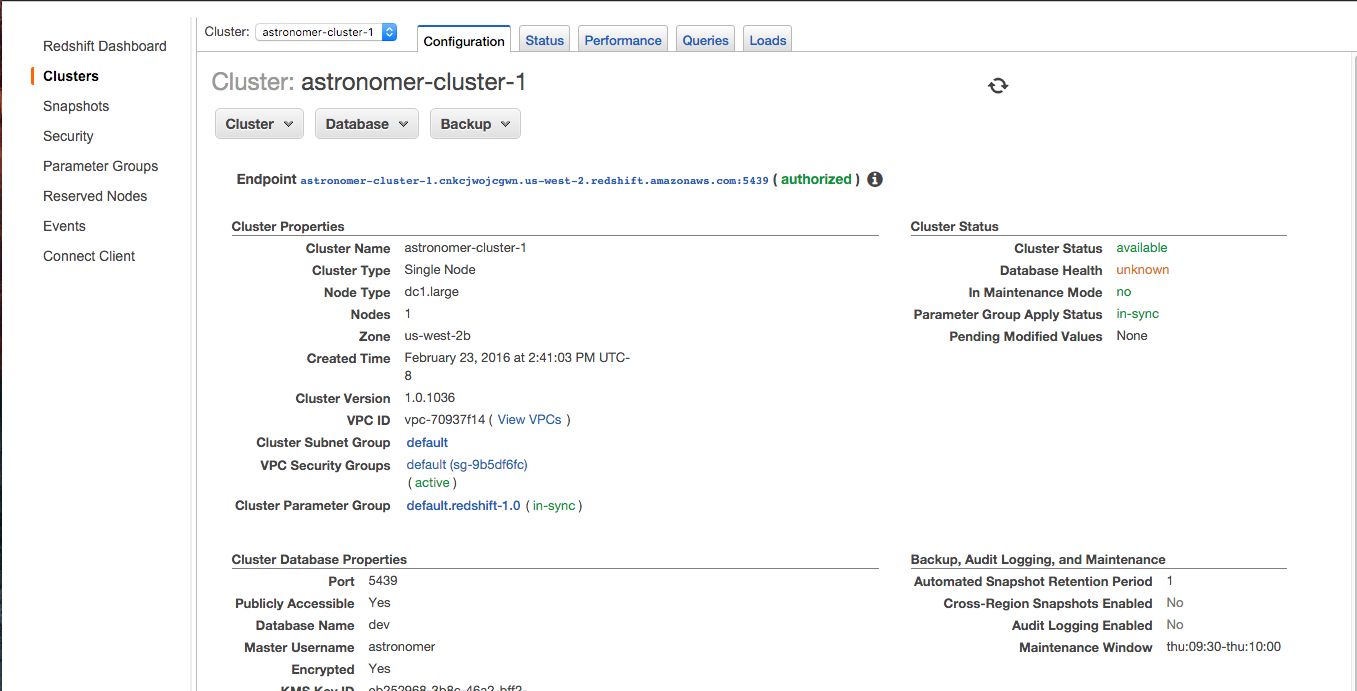 Cluster: astronomer-cluster-1
Configuration Status Performance Queries Loads
Redshift Dashboard
Clusters
Snapshots
Security
Parameter Groups
Reserved Nodes
Events
Connect Client
Cluster: astronomer-cluster-1
Cluster Database Backup
Endpoint astronomer-cluster-1.cnkcjwojcgwn.us-west-2.redshift.amazonaws.com:5439 ( authorized )
Cluster Properties
Cluster Name astronomer-cluster-1
Cluster Type Single Node
Node Type dc1.large
Nodes 1
Zone us-west-2b
Created Time February 23, 2016 at 2:41:03 PM UTC-
8
Cluster Version 1.0.1036
VPC ID vpc-70937f14 ( View VPCs )
Cluster Subnet Group default
VPC Security Groups default (sg-9b5df6fc)
( active )
Cluster Parameter Group default.redshift-1.0 ( in-sync )
Cluster Status
Cluster Status available
Database Health unknown
In Maintenance Mode no
Parameter Group Apply Status in-sync
Pending Modified Values None
Cluster Database Properties
Port 5439
Publicly Accessible Yes
Database Name dev
Master Username astronomer
Encrypted Yes
KMS Key ID eb252968-3b8c-46a2-bff2-
Backup, Audit Logging, and Maintenance
Automated Snapshot Retention Period 1
Cross-Region Snapshots Enabled No
Audit Logging Enabled No
Maintenance Window thu:09:30-thu:10:00